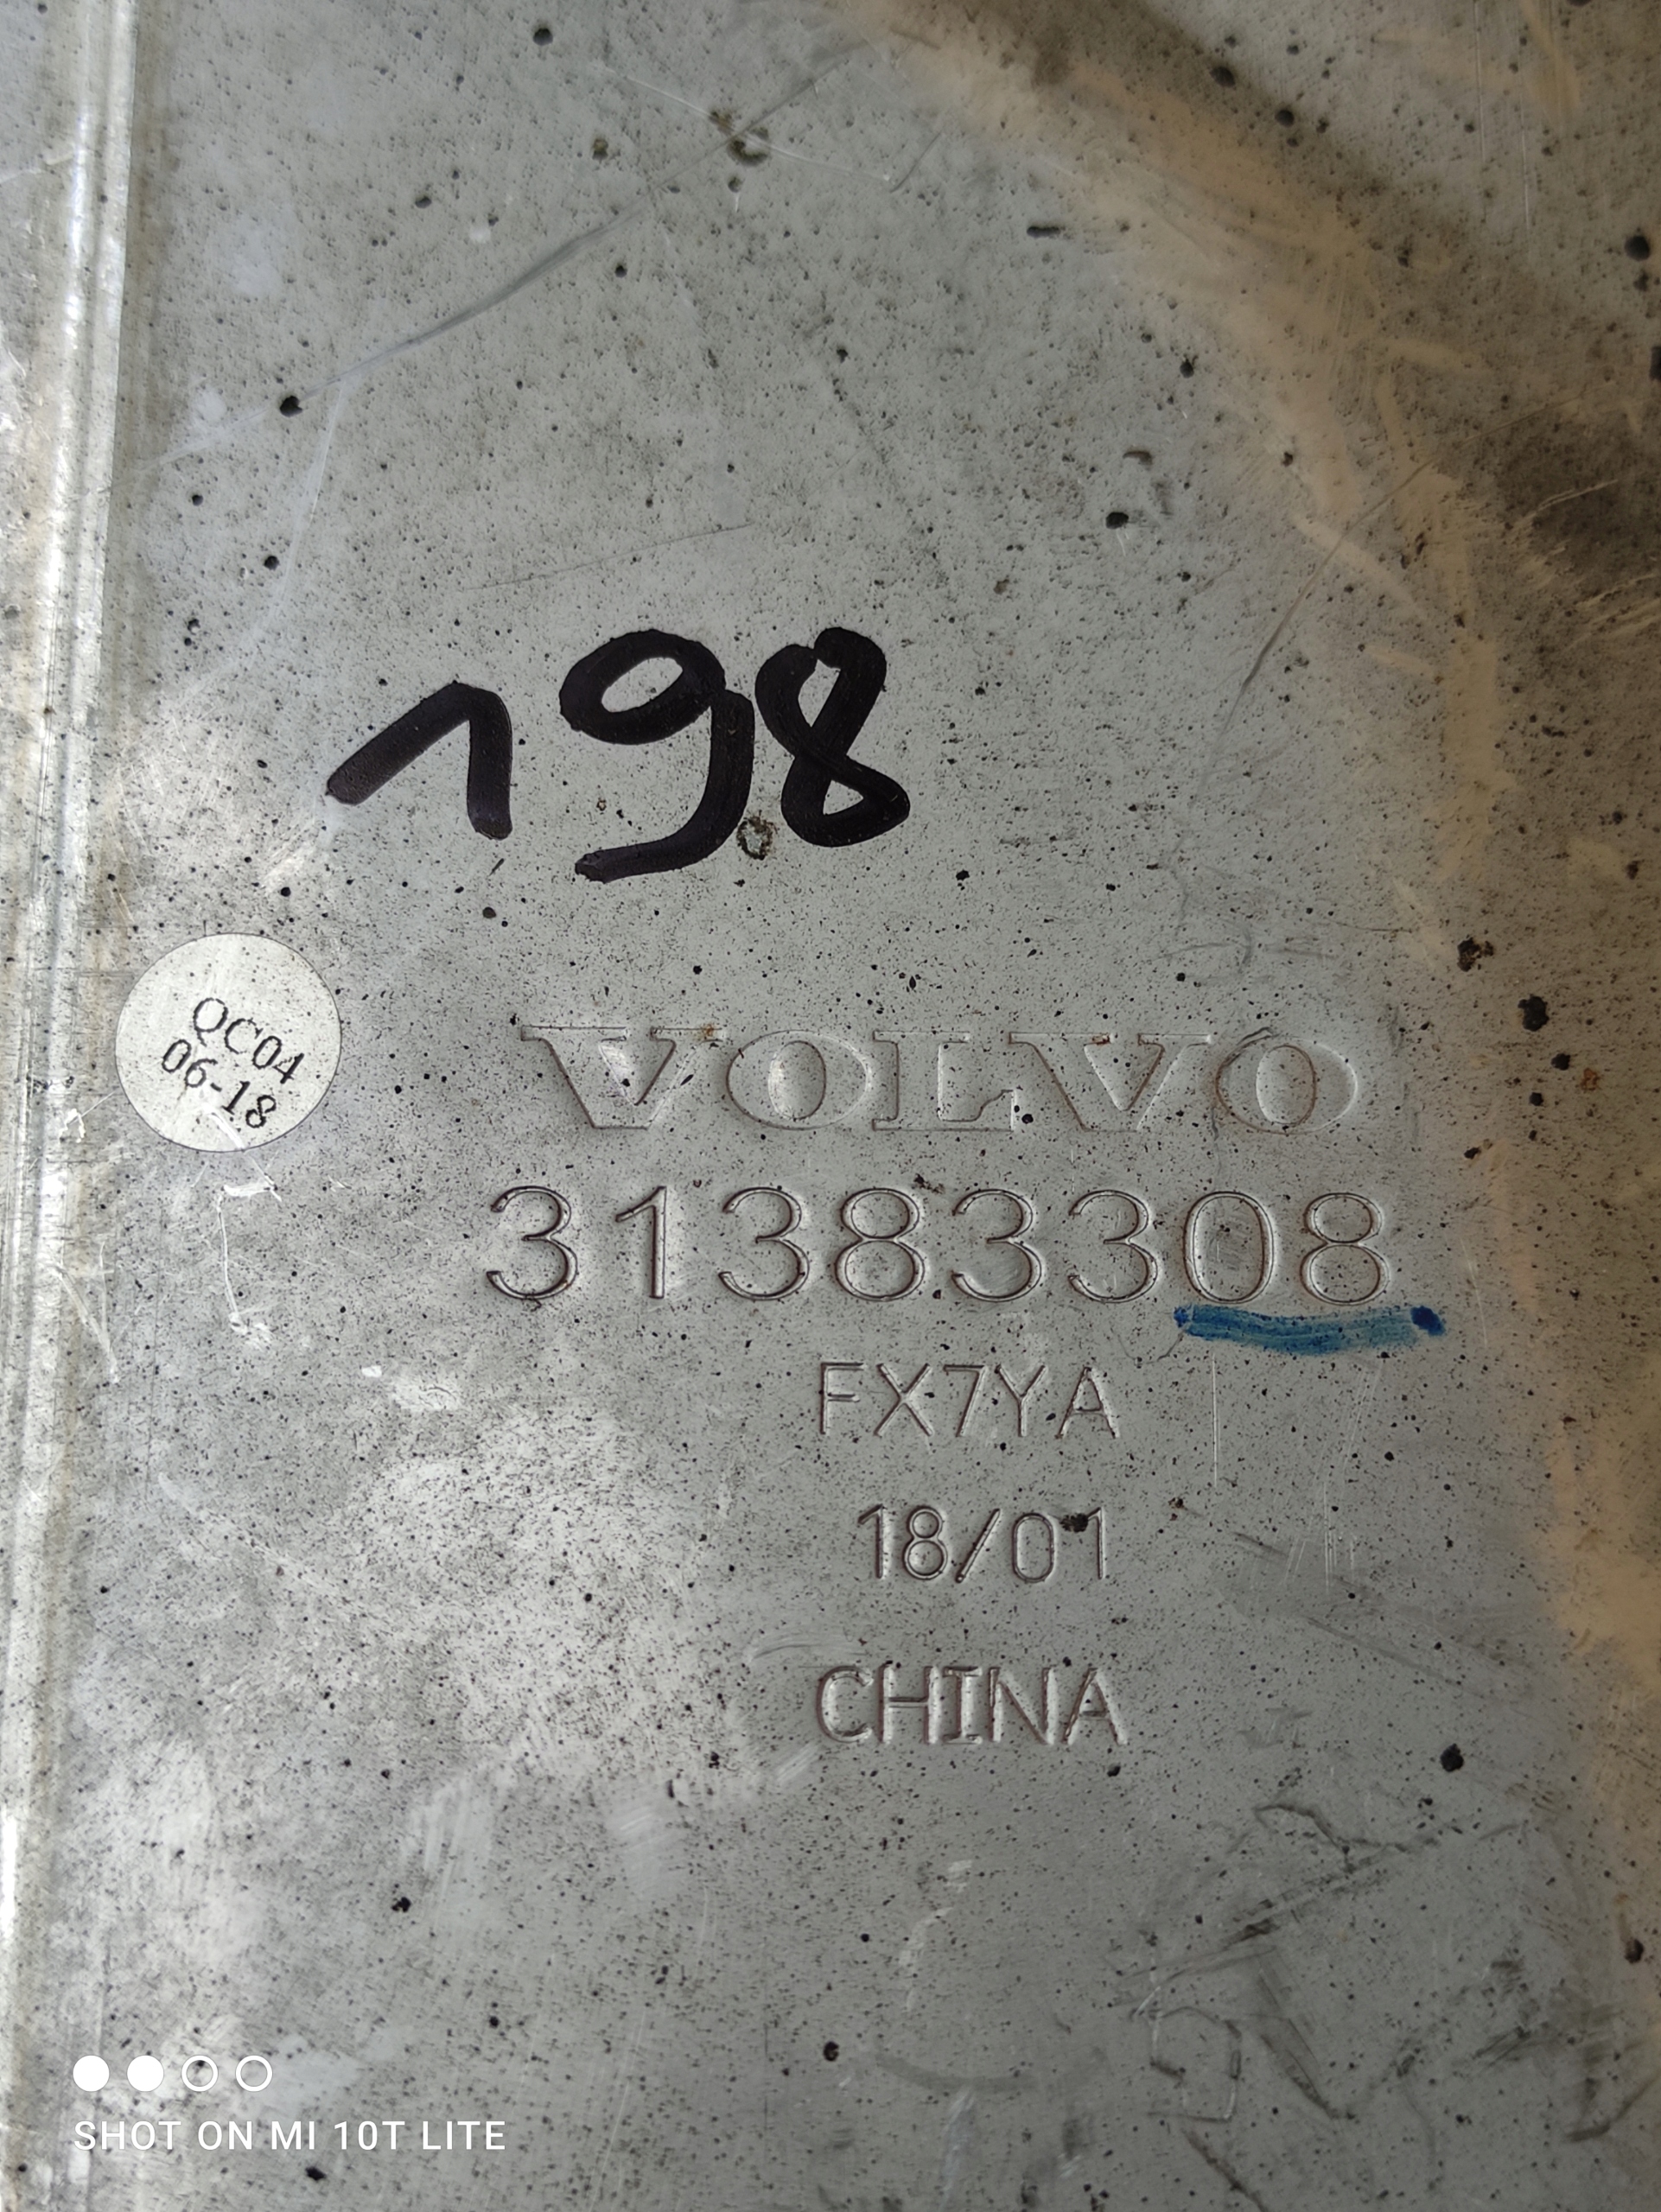 198
QC04
06-18
VOLVO
31383308
FX7YA
18/01
CHINA
SHOT ON MI 10T LITE